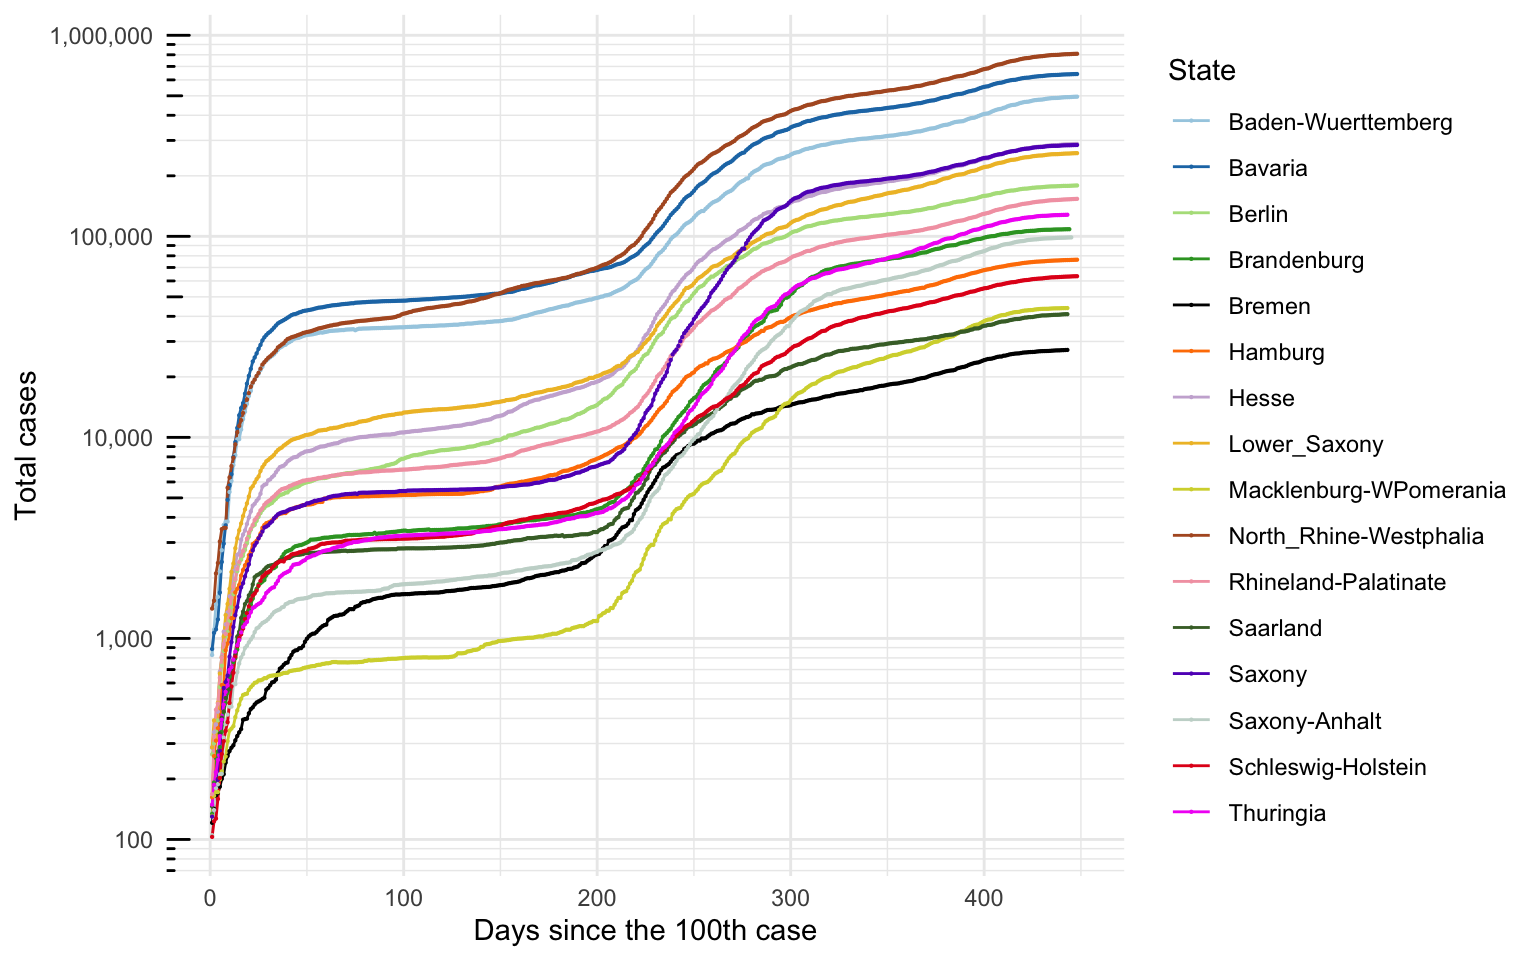 1,000,000
100,000
10,000
1,000
100
Total cases
0 100 200 300 400
Days since the 100th case
State
Baden-Wuerttemberg
Bavaria
Berlin
Brandenburg
Bremen
Hamburg
Hesse
Lower_Saxony
Macklenburg-WPomerania
North_Rhine-Westphalia
Rhineland-Palatinate
Saarland
Saxony
Saxony-Anhalt
Schleswig-Holstein
Thuringia